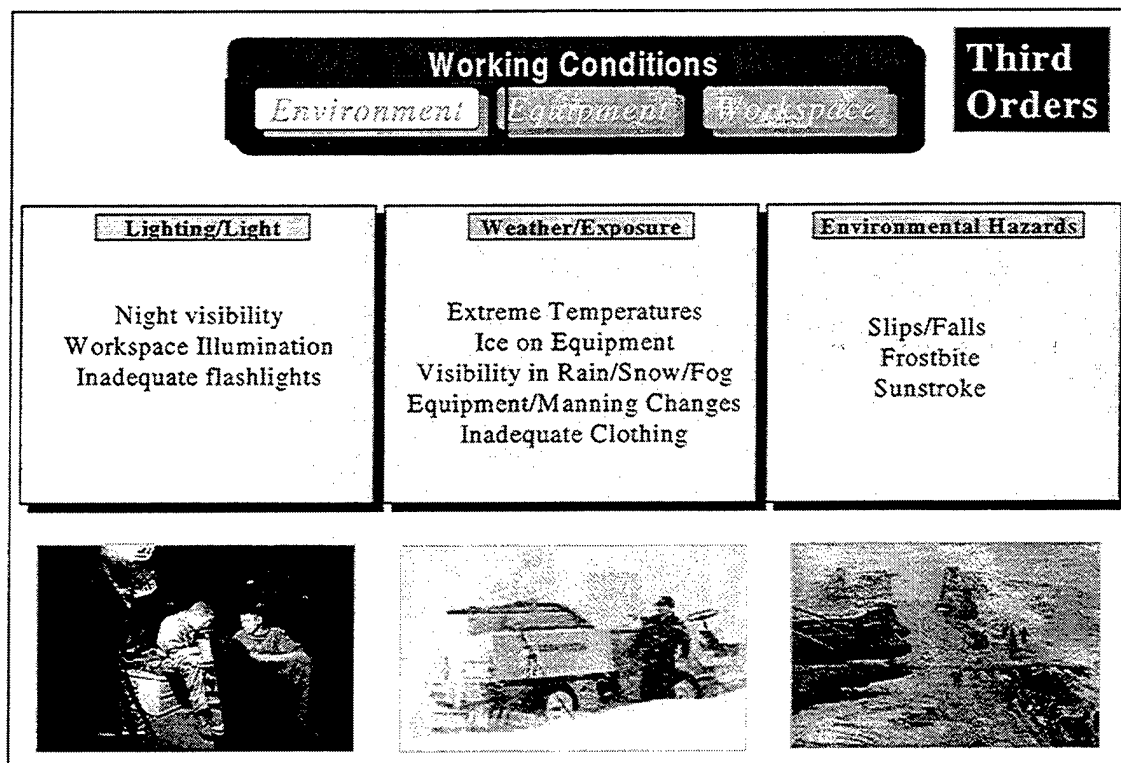 Working Conditions
Third
Orders
Environment Equipment Workspace
Lighting/Light
Night visibility
Workspace Illumination
Inadequate flashlights
Weather/Exposure
Extreme Temperatures
Ice on Equipment
Visibility in Rain/Snow/Fog
Equipment/Manning Changes
Inadequate Clothing
Environmental Hazards
Slips/Falls
Frostbite
Sunstroke